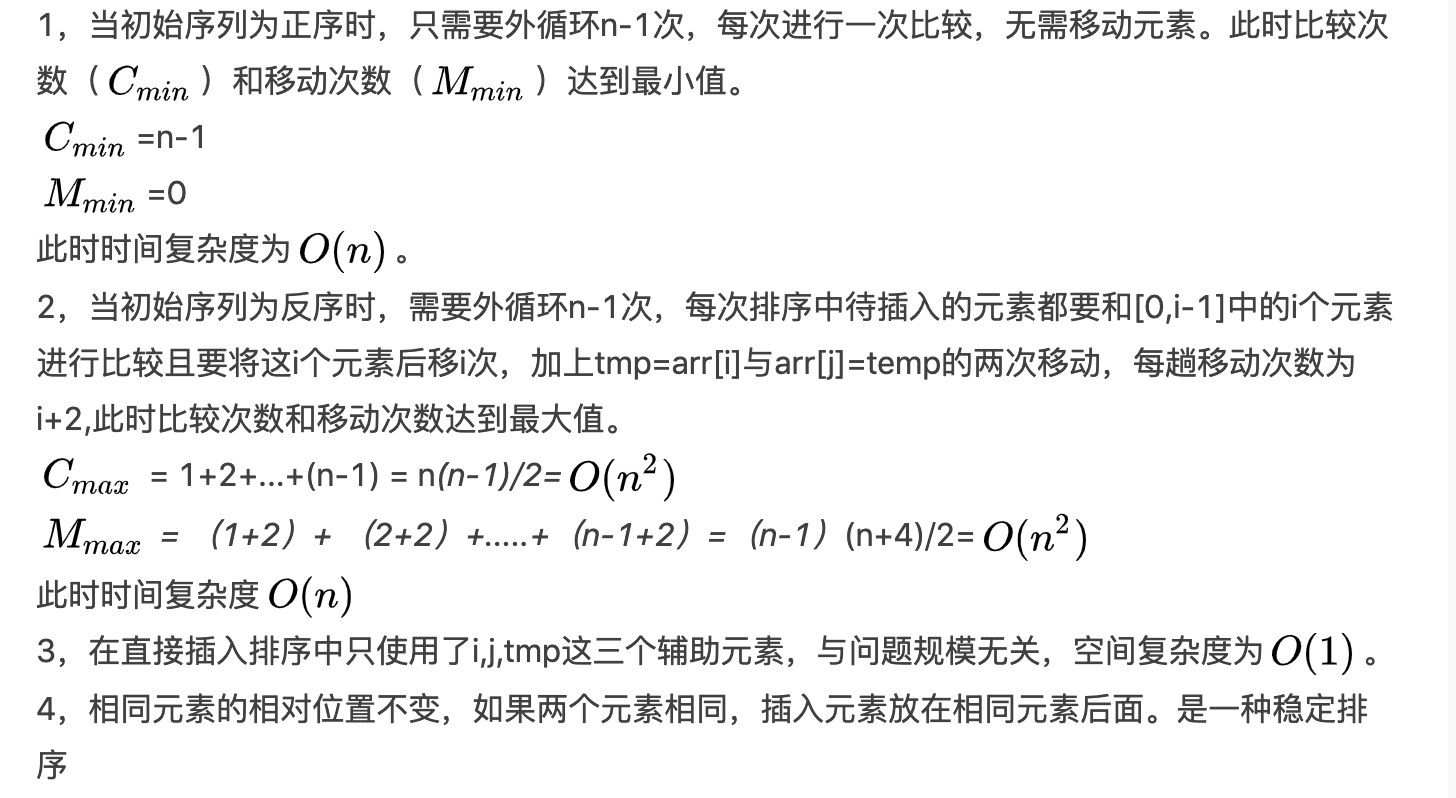 1，当初始序列为正序时，只需要外循环n-1次，每次进行一次比较，无需移动元素。此时比较次
数（C_{min}）和移动次数（M_{min}）达到最小值。
C_{min} =n-1
M_{min} =0
此时时间复杂度为O(n)。
2，当初始序列为反序时，需要外循环n-1次，每次排序中待插入的元素都要和[0,i-1]中的i个元素
进行比较且要将这i个元素后移i次，加上tmp=arr[i]与arr[j]=temp的两次移动，每趟移动次数为
i+2,此时比较次数和移动次数达到最大值。
C_{max} = 1+2+...+(n-1) = n(n-1)/2=O(n^2)
M_{max} =（1+2）+（2+2）+.....+（n-1+2）=（n-1）(n+4)/2=O(n^2)
此时时间复杂度O(n)
3，在直接插入排序中只使用了i,j,tmp这三个辅助元素，与问题规模无关，空间复杂度为O(1)。
4，相同元素的相对位置不变，如果两个元素相同，插入元素放在相同元素后面。是一种稳定排
序